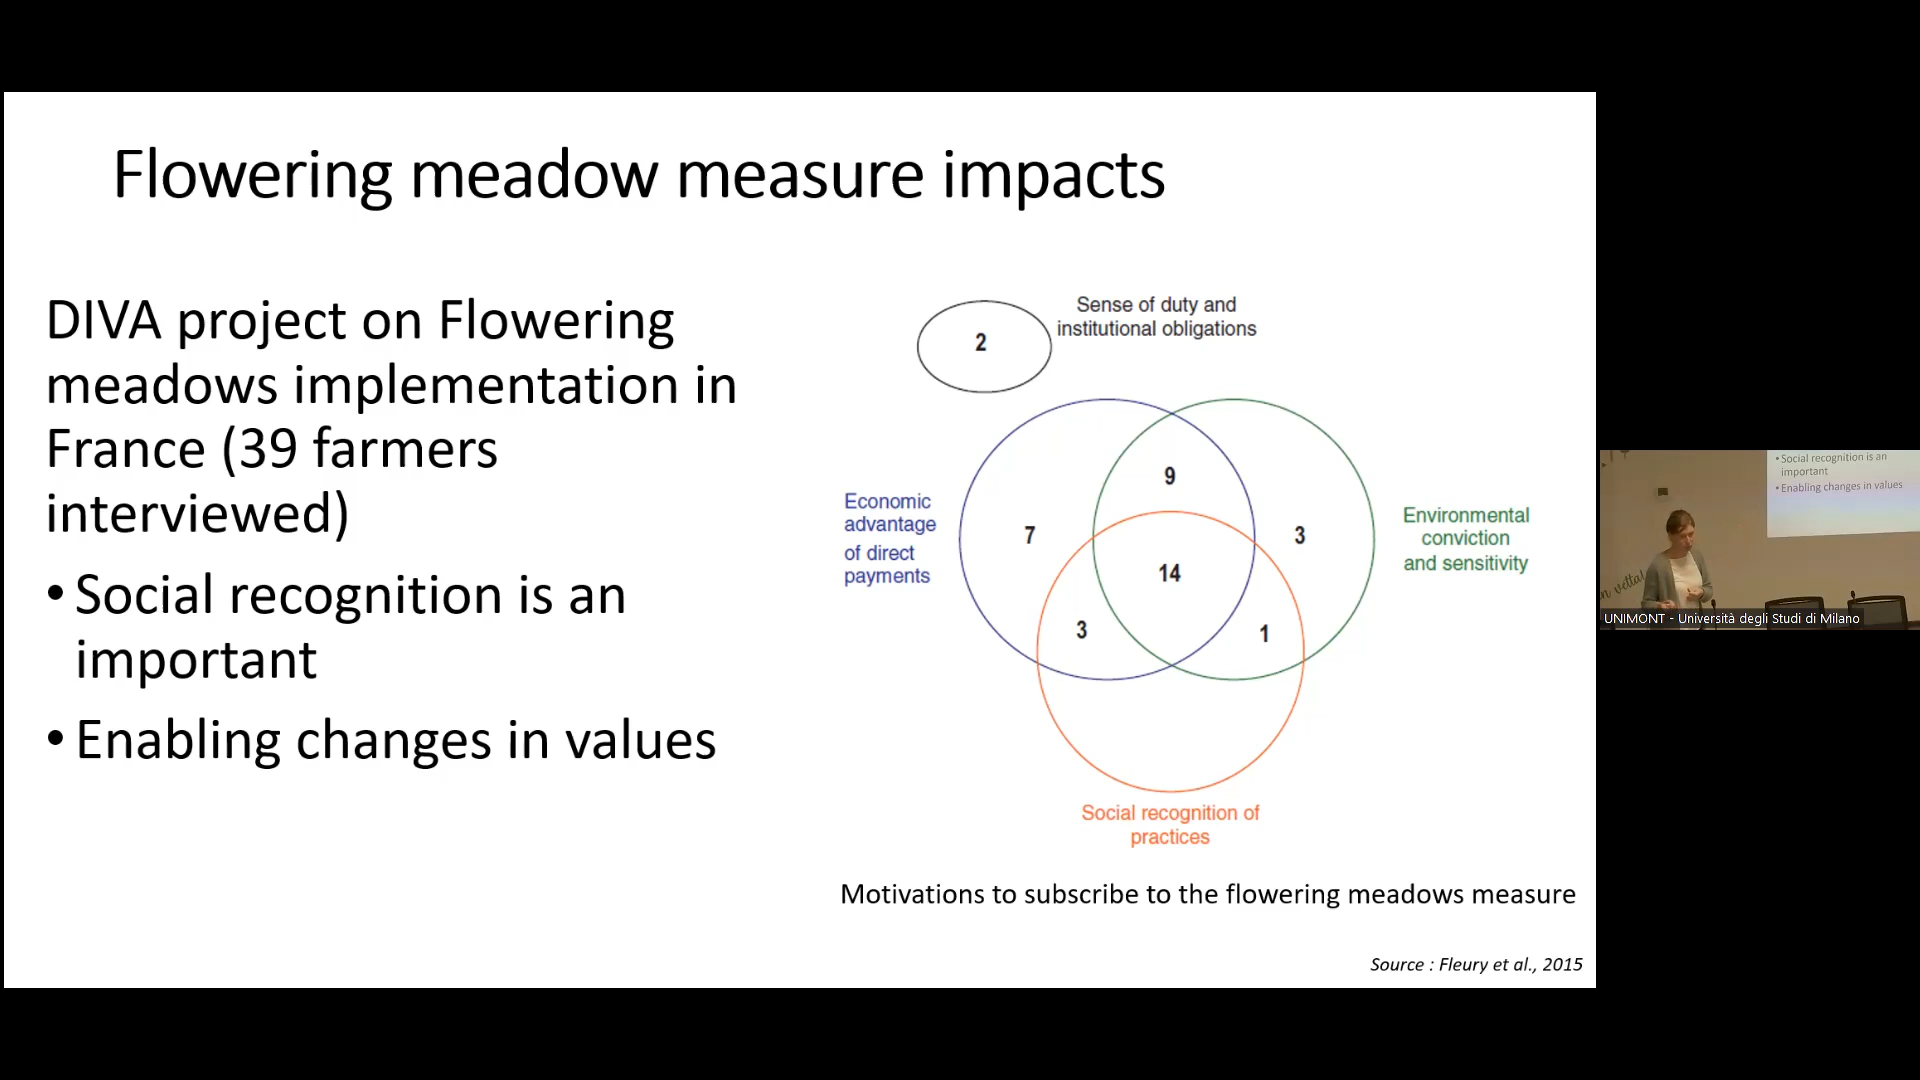 Flowering meadow measure impacts
DIVA project on Flowering
meadows implementation in
France (39 farmers
interviewed)
• Social recognition is an
important
• Enabling changes in values
2
Sense of duty and
institutional obligations
Economic
advantage
of direct
payments
7
9
3
14
3
1
Environmental
conviction
and sensitivity
Social recognition of
practices
Motivations to subscribe to the flowering meadows measure
Source : Fleury et al., 2015
• Social recognition is an
important
• Enabling changes in values
UNIMONT - Università degli Studi di Milano